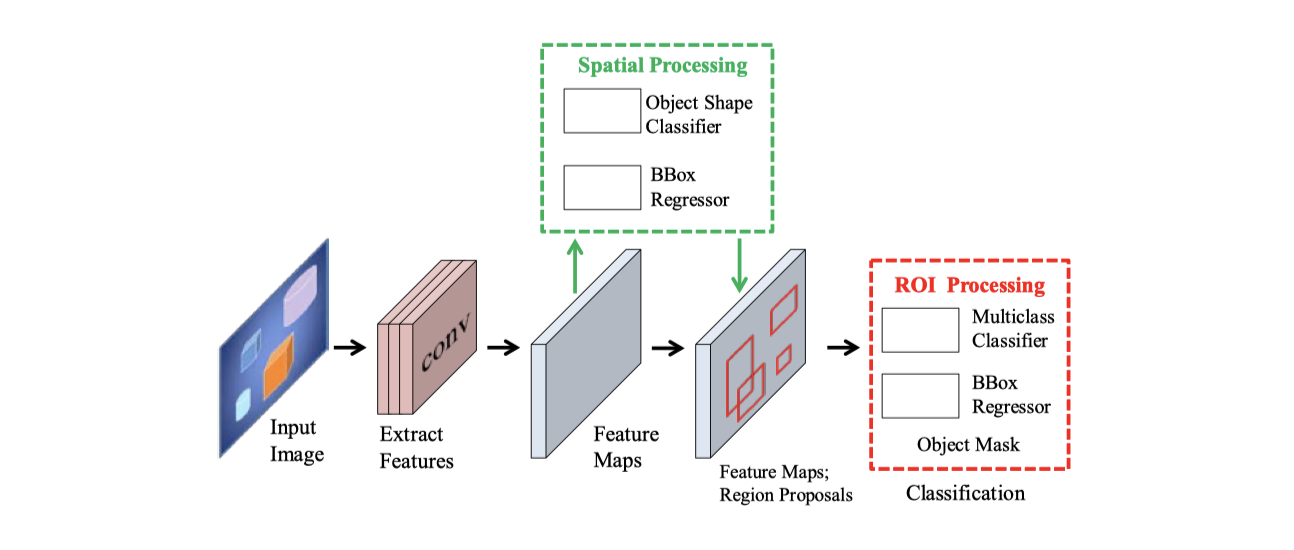 Spatial Processing
Object Shape
Classifier
BBox
Regressor
conv
Input
Image
Extract
Features
Feature
Maps
Feature Maps;
Region Proposals
ROI Processing
Multiclass
Classifier
BBox
Regressor
Object Mask
Classification